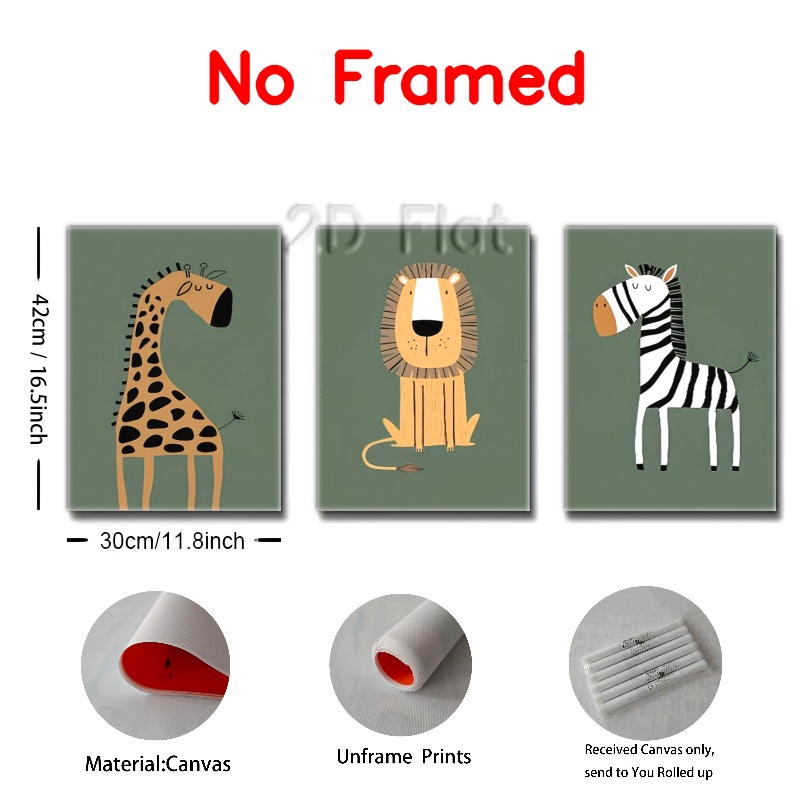 No Framed
2.D Flat
42cm / 16.5inch
30cm/11.8inch
Material:Canvas
Unframe Prints
Received Canvas only,
send to You Rolled up